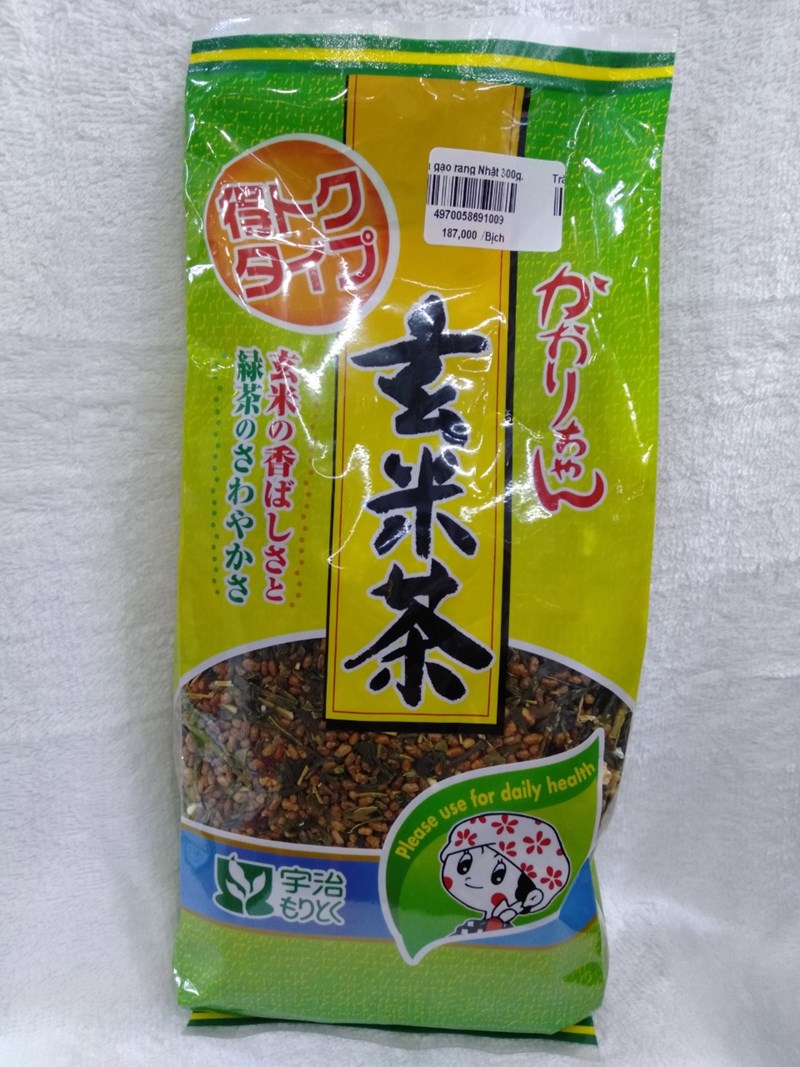 gạo rang Nhật 300g.
Trà
4970058691009
187,000 /Bịch
得トク
タイプ
かおりちゃん
玄米茶
玄米の香ばしさと
緑茶のさわやかさ
Please use for daily health
宇治
もりとく